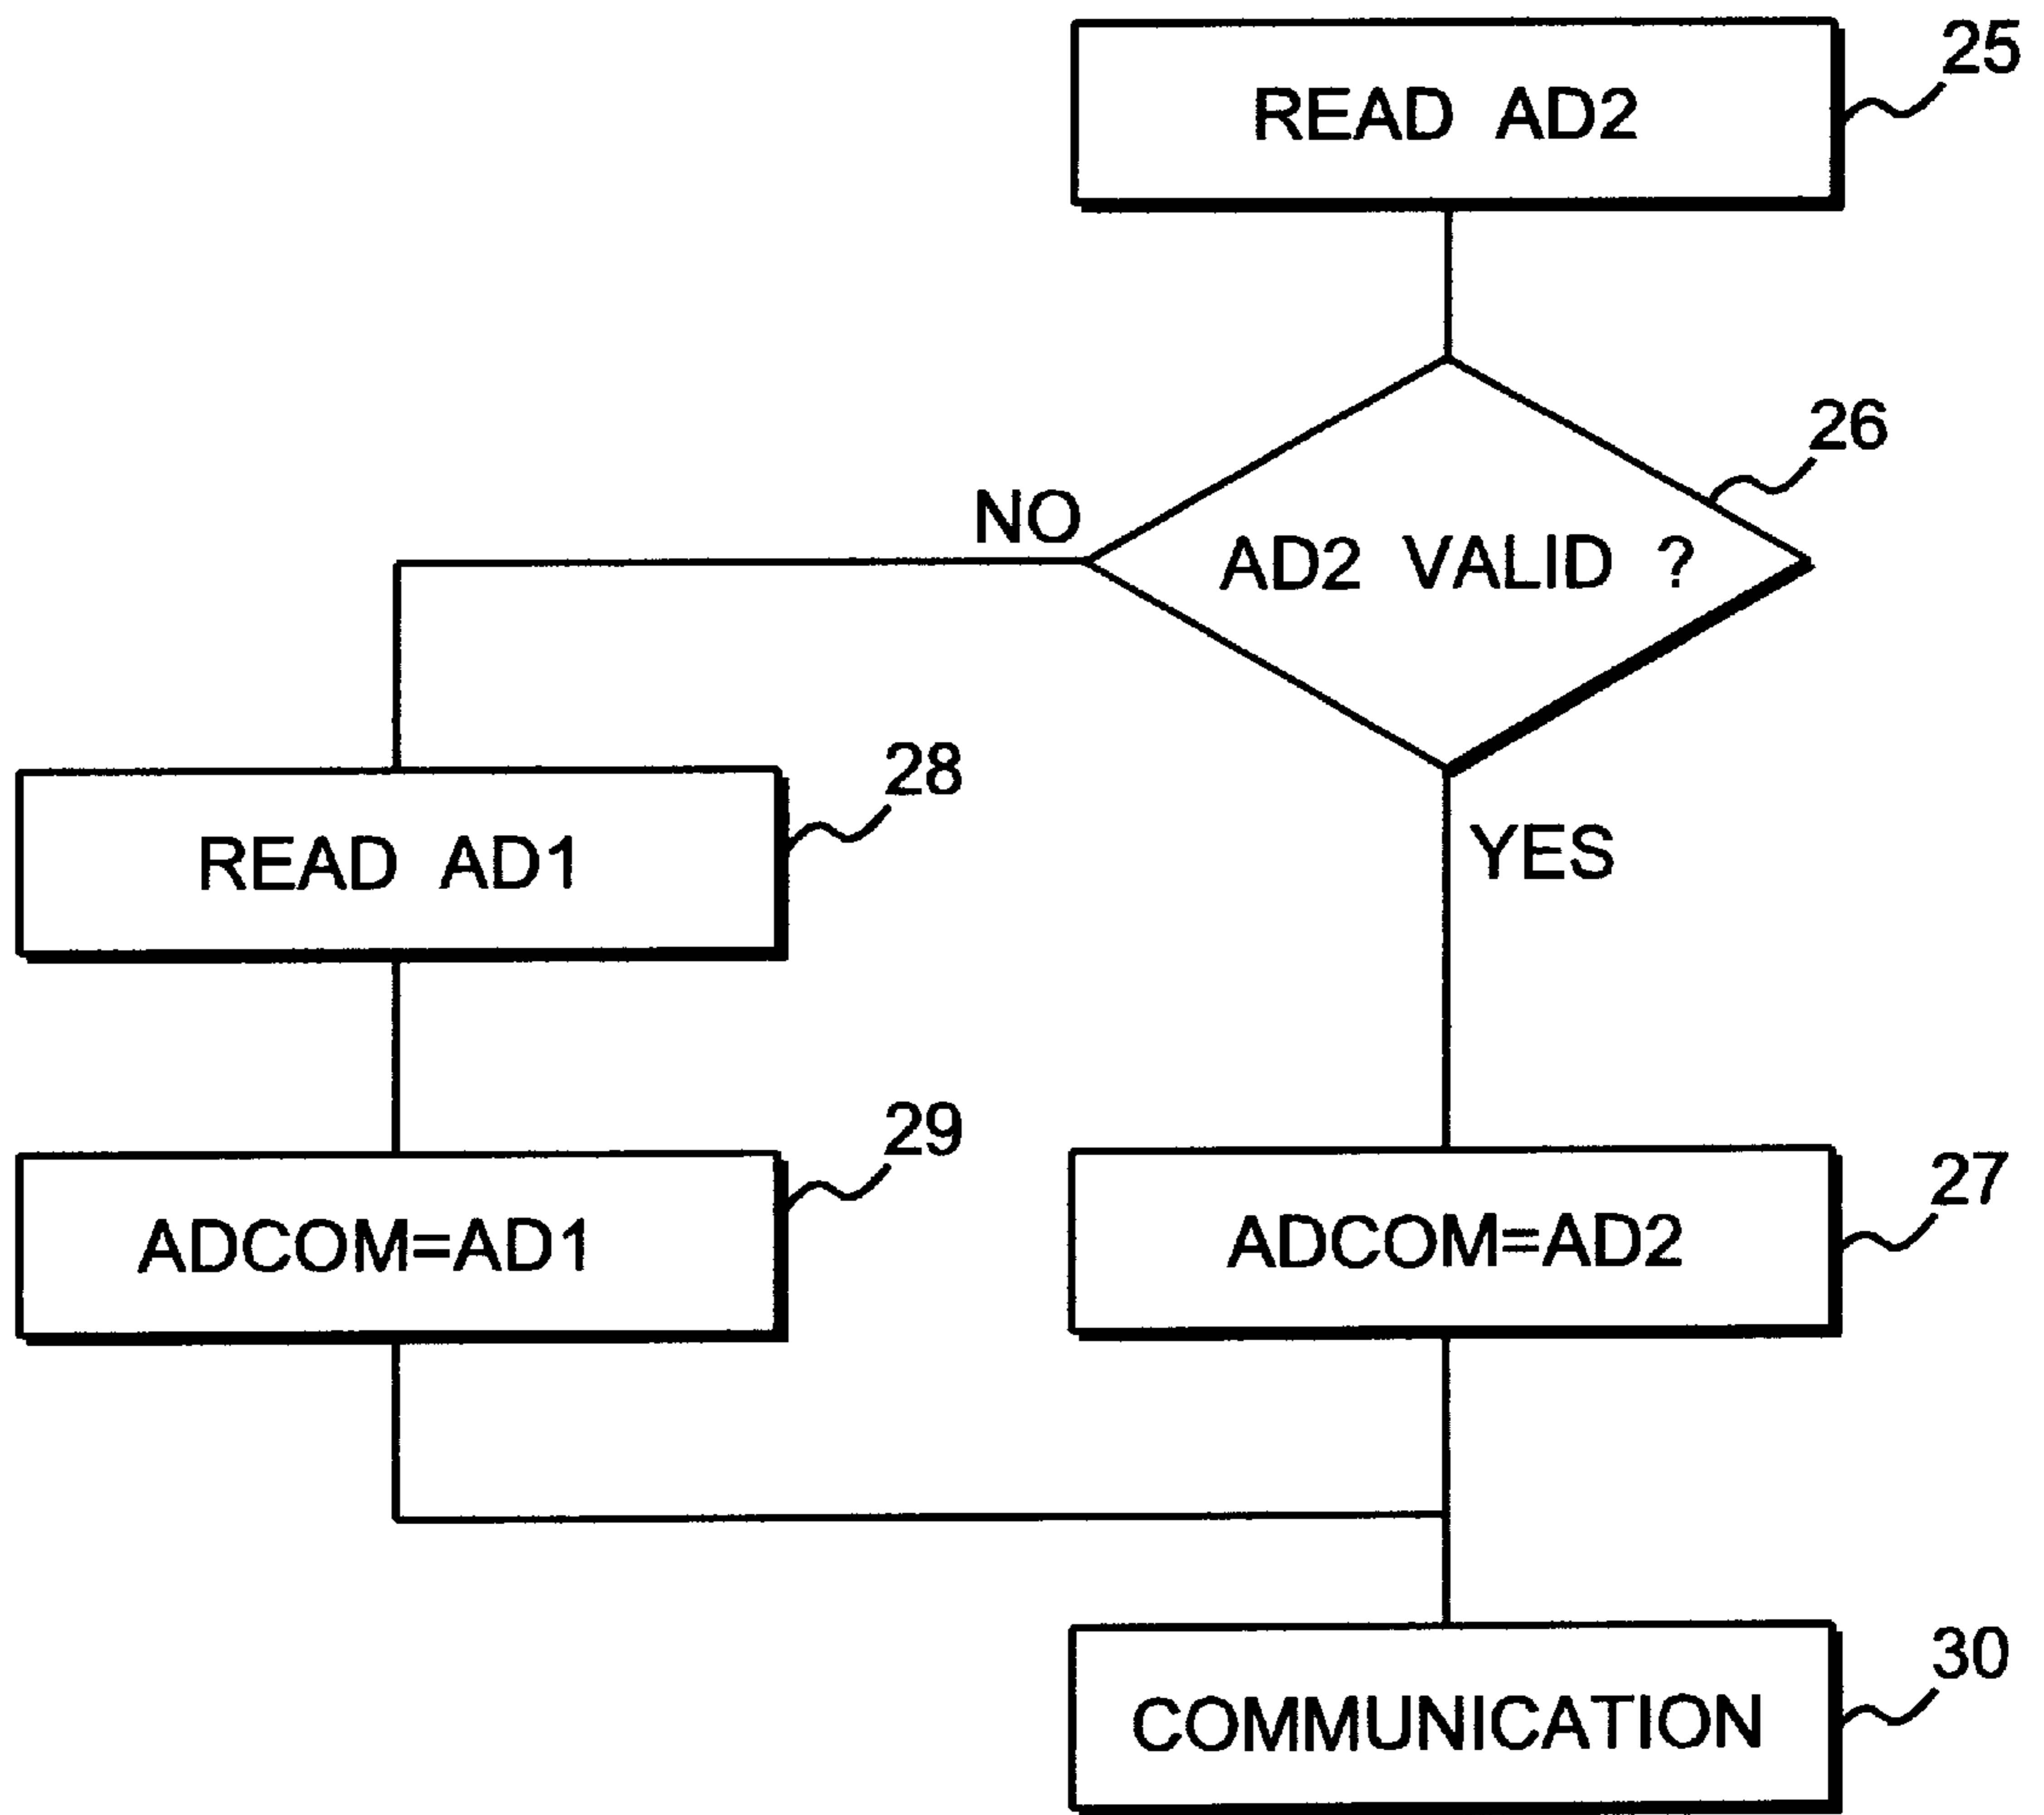 25
READ AD2
26
NO
AD2 VALID ?
28
READ AD1
YES
29
ADCOM=AD1
27
ADCOM=AD2
30
COMMUNICATION